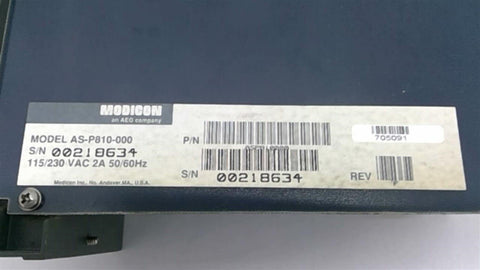 MODICON
an AEG company
MODEL AS-P810-000
S/N 00218634
115/230 VAC 2A 50/60Hz
Modicon Inc., No. Andover MA., U.S.A.
P/N
S/N 00218634
705091
REV